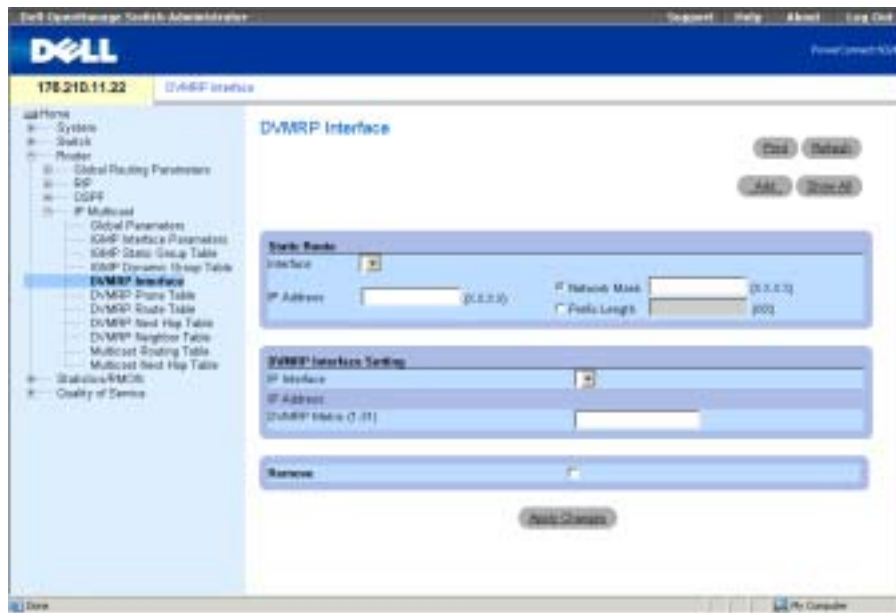 Dell OpenManage Switch Administrator
Support Help About Log Out
DELL
178.210.11.22
DVMRP Interface
Home
System
Switch
Router
Global Routing Parameters
RIP
OSPF
IP Multicast
Global Parameters
IGMP Interface Parameters
IGMP Static Group Table
IGMP Dynamic Group Table
DVMRP Interface
DVMRP Prune Table
DVMRP Route Table
DVMRP Next Hop Table
DVMRP Neighbor Table
Multicast Routing Table
Multicast Next Hop Table
Statistics/RMON
Quality of Service
DVMRP Interface
Print Refresh
Add Show All
Static Route
Interface
IP Address (X.X.X.X) Network Mask (X.X.X.X)
Prefix Length (/XX)
DVMRP Interface Setting
IP Interface
IP Address
DVMRP Metric (1-31)
Remove
Apply Changes
Done
My Computer